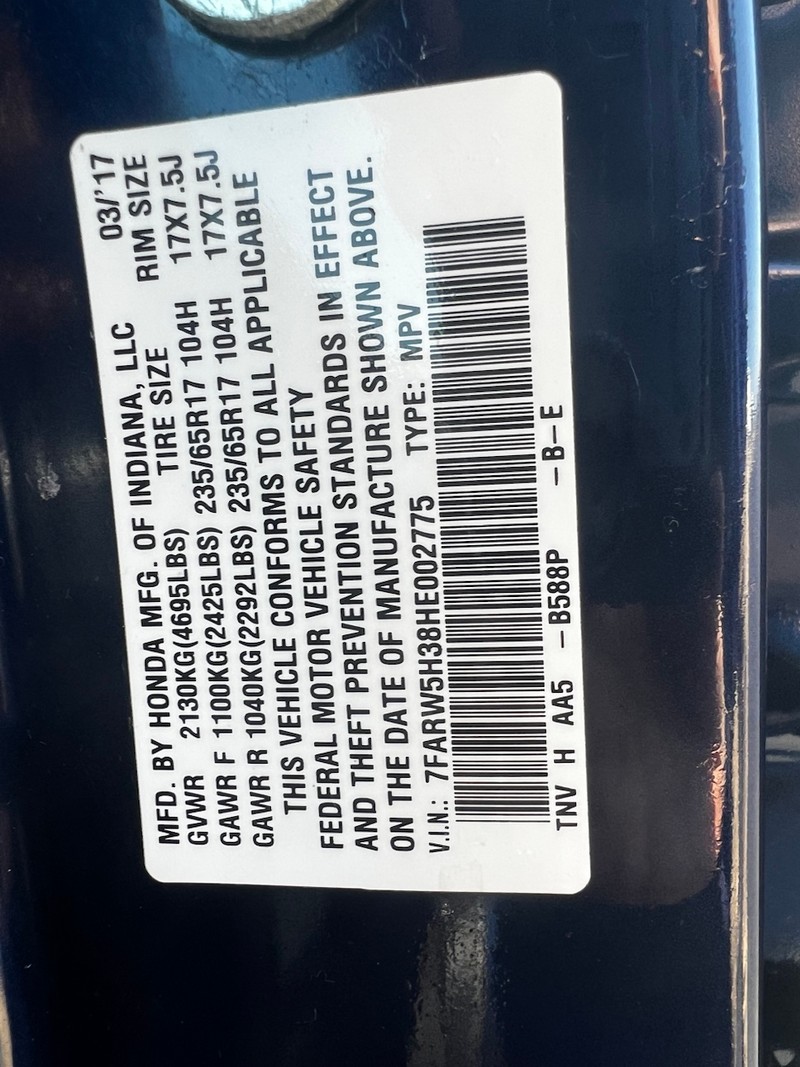 MFD. BY HONDA MFG. OF INDIANA, LLC 03/'17
GVWR 2130KG(4695LBS) TIRE SIZE RIM SIZE
GAWR F 1100KG(2425LBS) 235/65R17 104H 17X7.5J
GAWR R 1040KG(2292LBS) 235/65R17 104H 17X7.5J
THIS VEHICLE CONFORMS TO ALL APPLICABLE
FEDERAL MOTOR VEHICLE SAFETY
AND THEFT PREVENTION STANDARDS IN EFFECT
ON THE DATE OF MANUFACTURE SHOWN ABOVE.
V.I.N.: 7FARW5H38HE002775 TYPE: MPV
TNV H AA5 -B588P -B-E